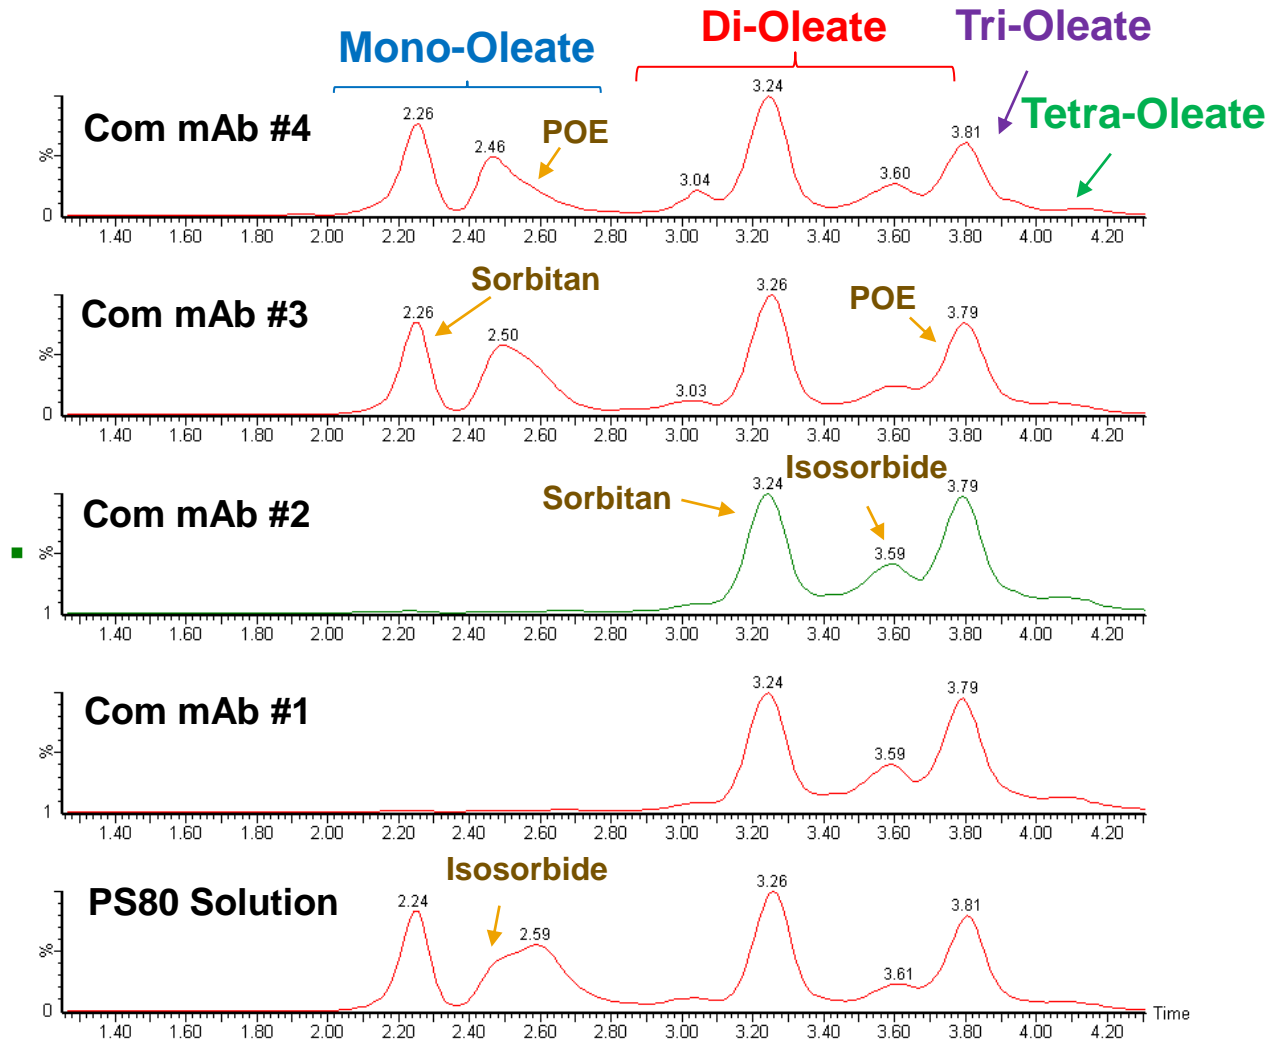 Mono-Oleate
Di-Oleate
Tri-Oleate
Tetra-Oleate
Com mAb #4
%
0
2.26
2.46
POE
3.04
3.24
3.60
3.81
1.40 1.60 1.80 2.00 2.20 2.40 2.60 2.80 3.00 3.20 3.40 3.60 3.80 4.00 4.20
Com mAb #3
%
0
Sorbitan
2.26
2.50
3.03
3.26
POE
3.79
1.40 1.60 1.80 2.00 2.20 2.40 2.60 2.80 3.00 3.20 3.40 3.60 3.80 4.00 4.20
Com mAb #2
%
1
Sorbitan
3.24
Isosorbide
3.59
3.79
1.40 1.60 1.80 2.00 2.20 2.40 2.60 2.80 3.00 3.20 3.40 3.60 3.80 4.00 4.20
Com mAb #1
%
1
3.24
3.59
3.79
1.40 1.60 1.80 2.00 2.20 2.40 2.60 2.80 3.00 3.20 3.40 3.60 3.80 4.00 4.20
PS80 Solution
%
0
2.24
Isosorbide
2.59
3.26
3.61
3.81
Time
1.40 1.60 1.80 2.00 2.20 2.40 2.60 2.80 3.00 3.20 3.40 3.60 3.80 4.00 4.20